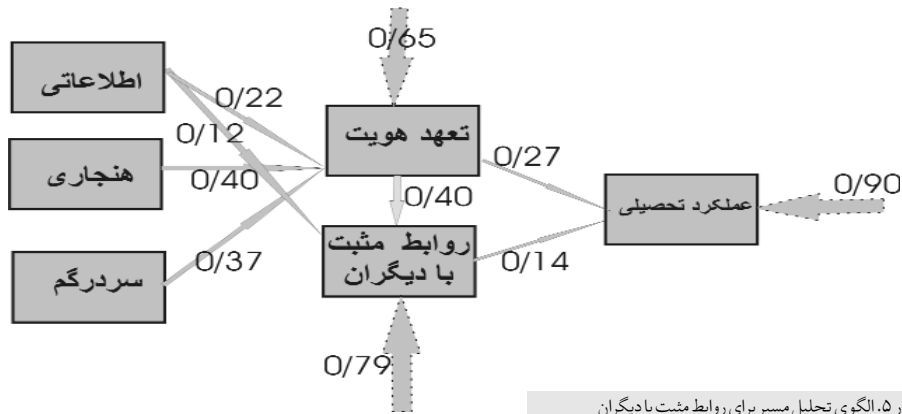 0/65
اطلاعاتی
0/22
تعهد هویت
0/12
0/27
هنجاری
0/40
0/90
0/40
عملکرد تحصیلی
روابط مثبت
با دیگران
سردرگم
0/37
0/14
0/79
ر ۵. الگوی تحلیل مسیر برای روابط مثبت با دیگران